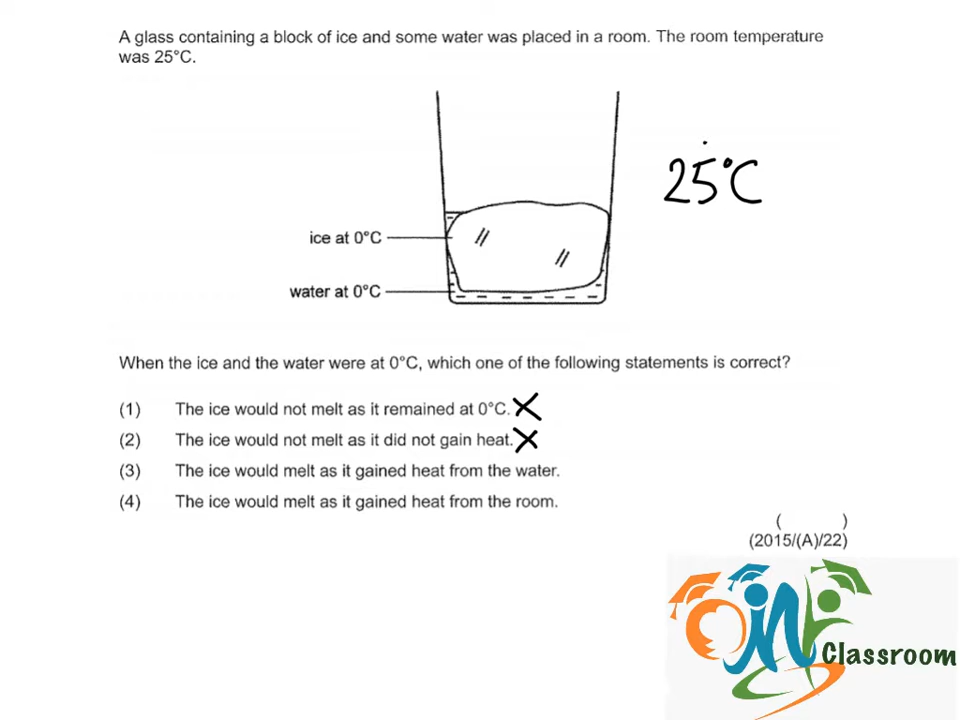 A glass containing a block of ice and some water was placed in a room. The room temperature
was 25°C.
25°C
ice at 0°C
water at 0°C
When the ice and the water were at 0°C, which one of the following statements is correct?
(1) The ice would not melt as it remained at 0°C. X
(2) The ice would not melt as it did not gain heat. X
(3) The ice would melt as it gained heat from the water.
(4) The ice would melt as it gained heat from the room.
( )
(2015/(A)/22)
Classroom